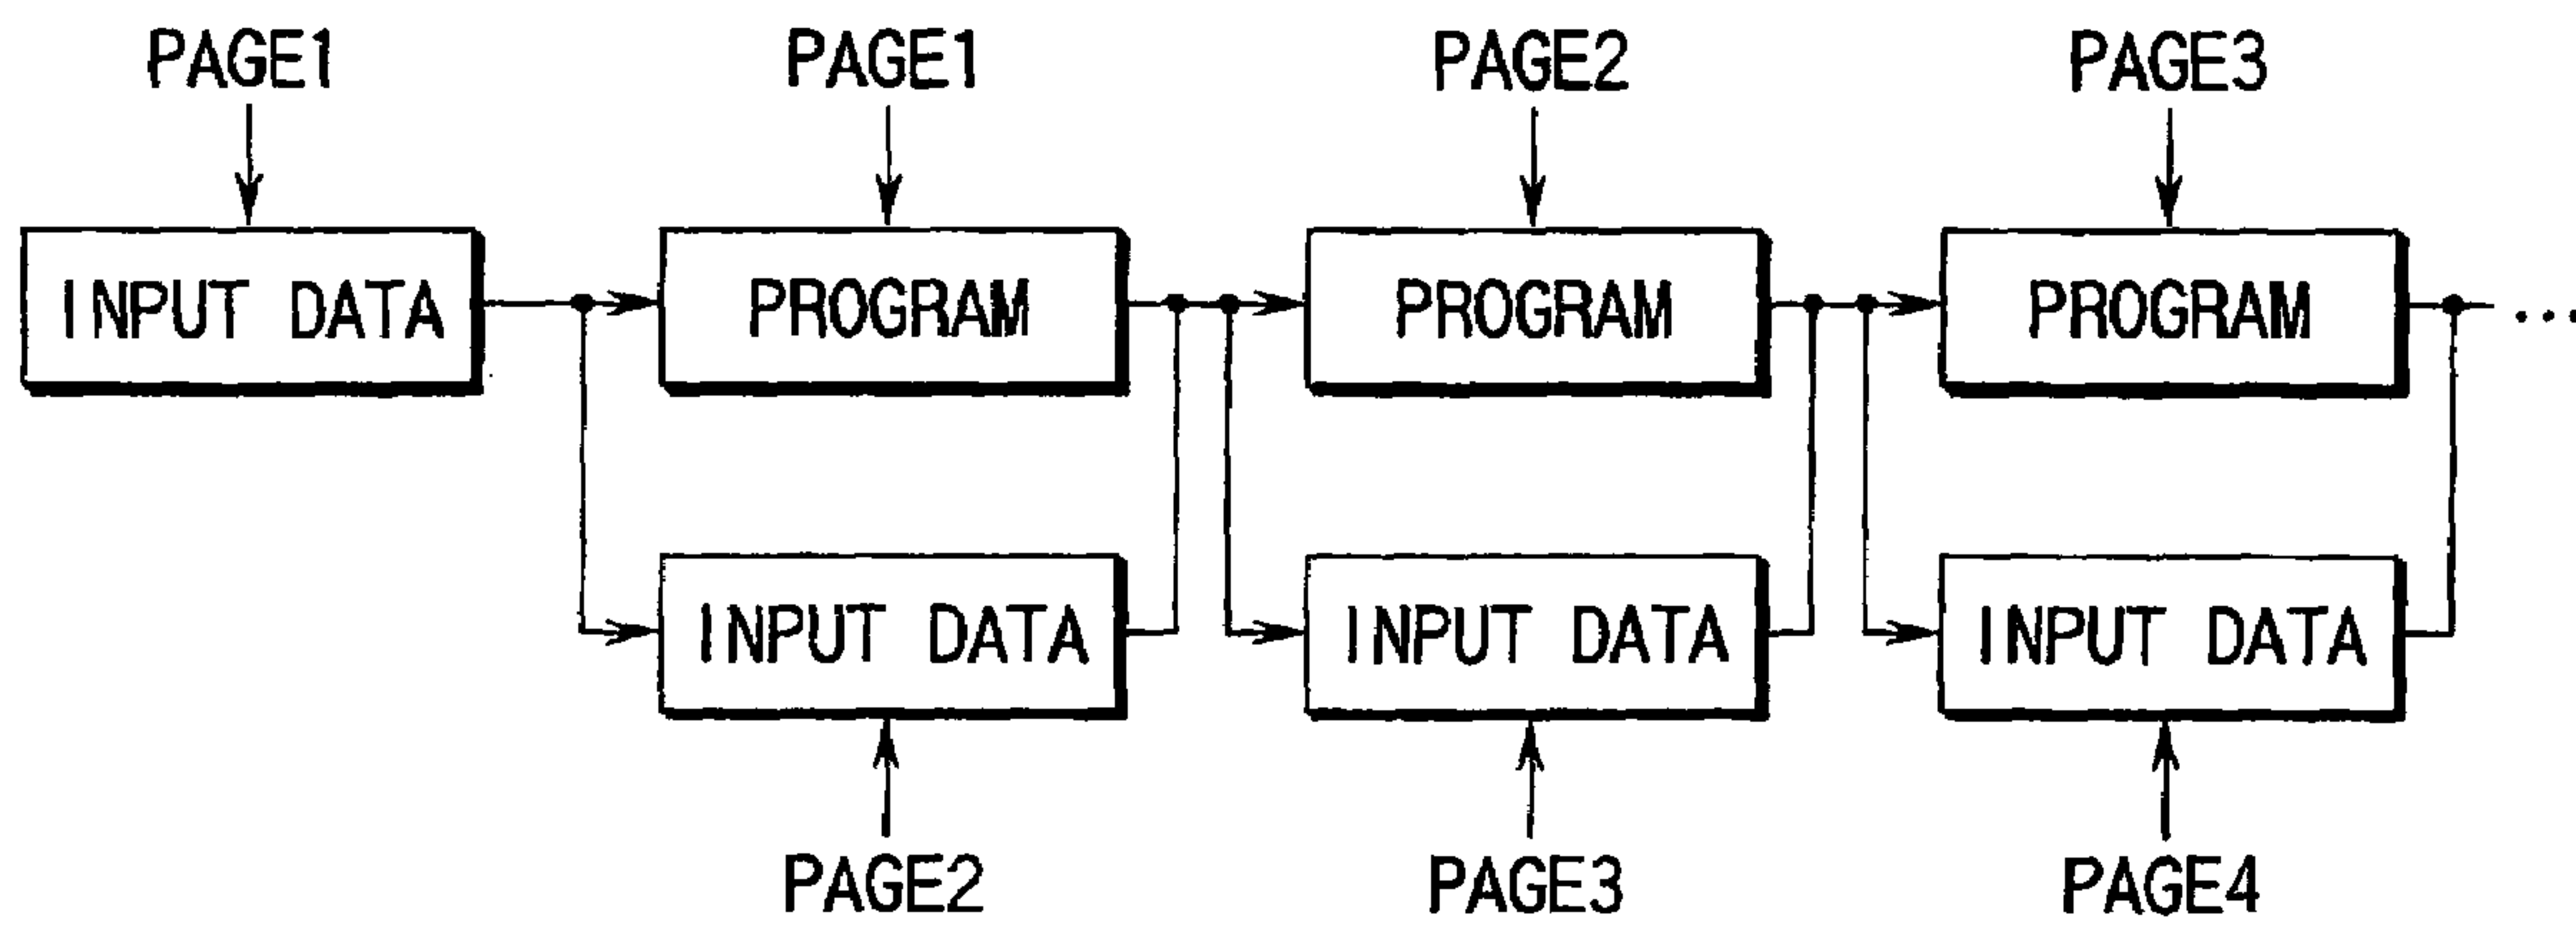 PAGE1 PAGE1 PAGE2 PAGE3
INPUT DATA PROGRAM PROGRAM PROGRAM ...
INPUT DATA INPUT DATA INPUT DATA
PAGE2 PAGE3 PAGE4